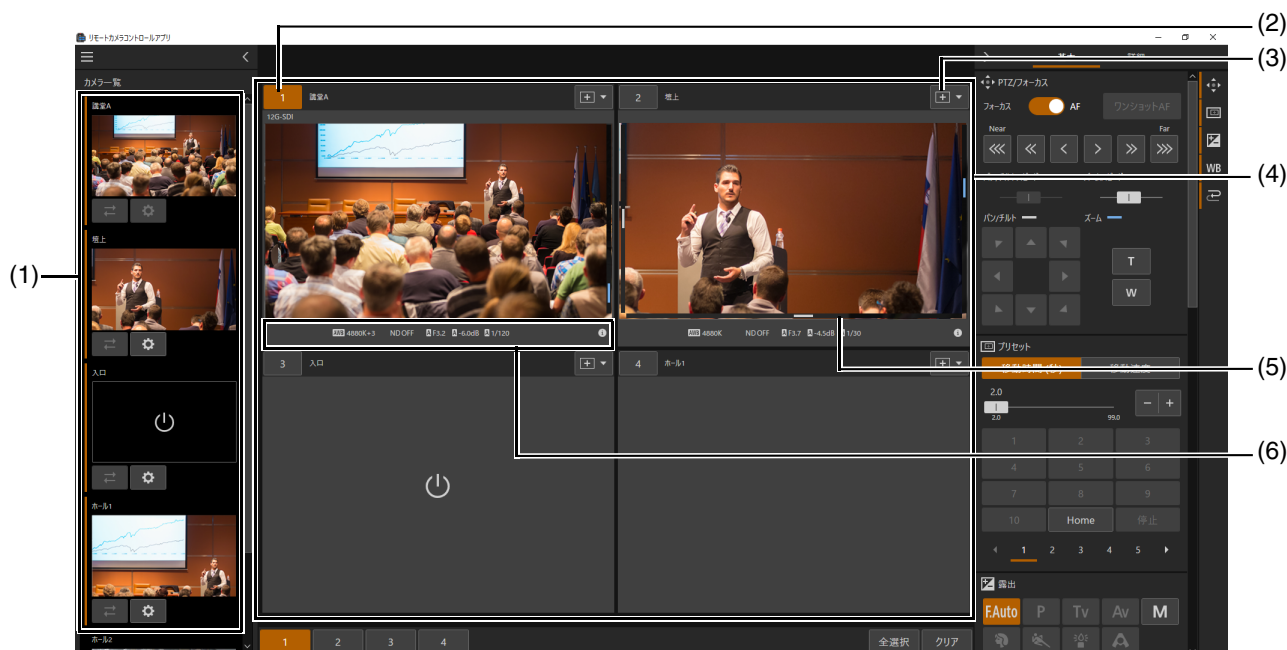 リモートカメラコントロールアプリ
(2)
(3)
カメラ一覧
PTZ/フォーカス
フォーカス AF ワンショットAF
Near Far
WB
(4)
パン/チルト ズーム
T
W
(1)
講堂A
壇上
入口
ホール1
ホール2
1 講堂A
12G-SDI
AWB 4880K+3 ND OFF A F3.2 A -6.0dB A 1/120
2 壇上
AWB 4880K ND OFF A F3.7 A -4.5dB A 1/30
3 入口
4 ホール1
プリセット
(5)
2.0
2.0 99.0
1 2 3
4 5 6
7 8 9
10 Home 停止
1 2 3 4 5
(6)
露出
F.Auto P Tv Av M
1 2 3 4 全選択 クリア